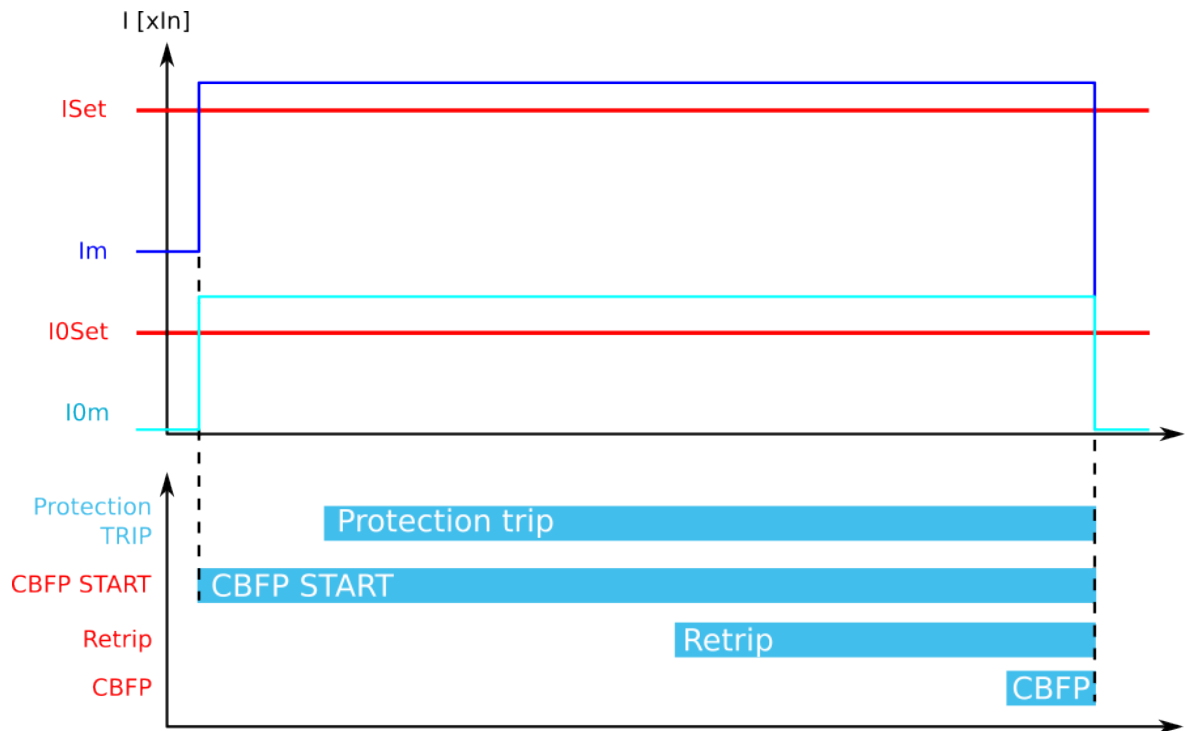 I [xIn]
ISet
Im
I0Set
I0m
Protection
TRIP
Protection trip
CBFP START
CBFP START
Retrip
Retrip
CBFP
CBFP